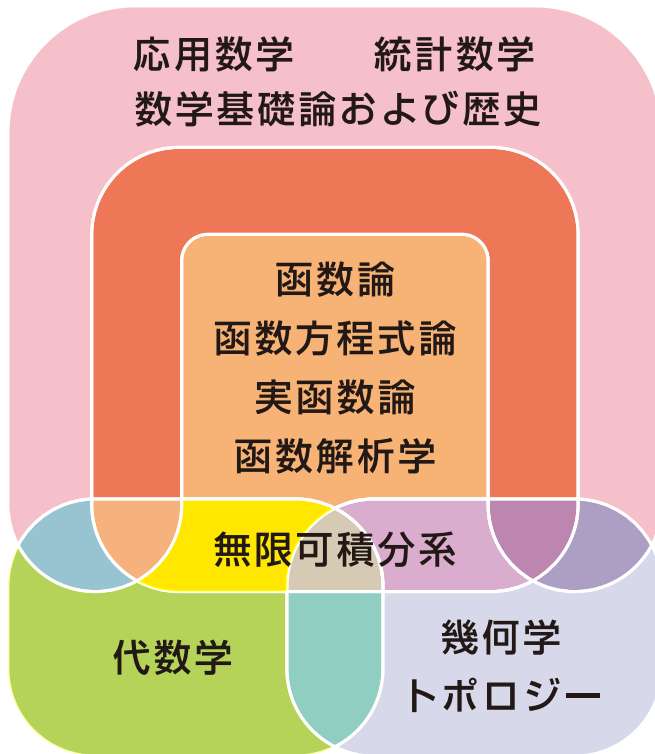 応用数学　統計数学
数学基礎論および歴史
函数論
函数方程式論
実函数論
函数解析学
無限可積分系
代数学
幾何学
トポロジー